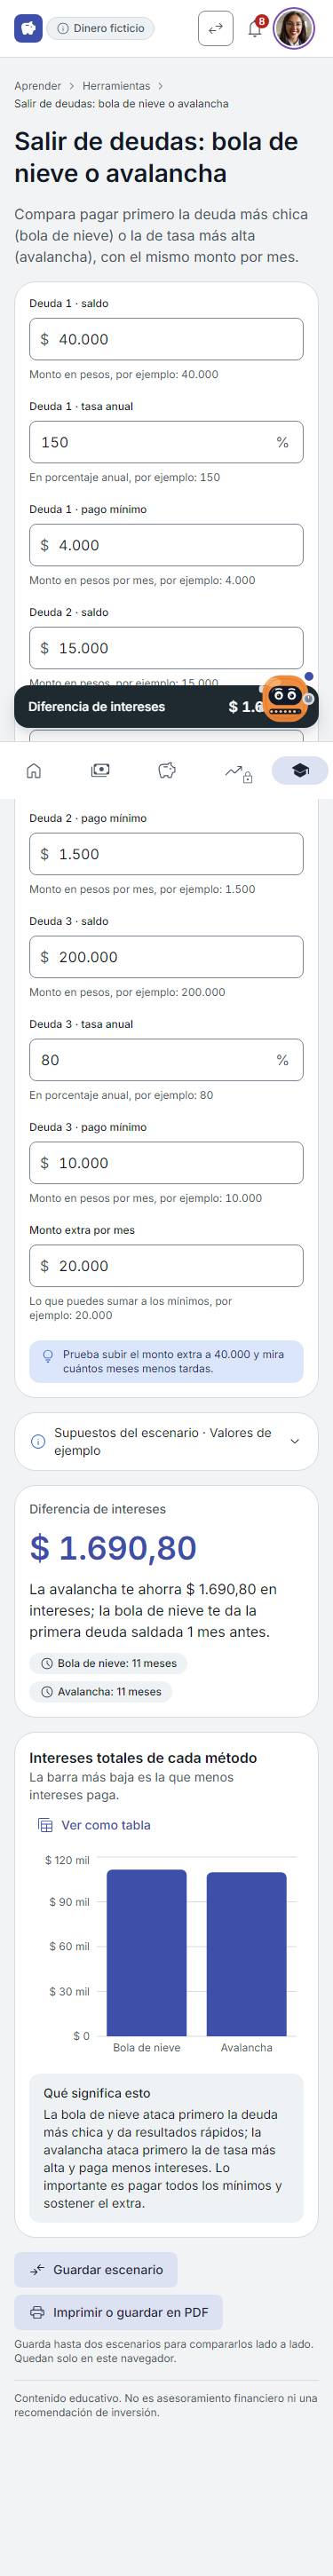 Dinero ficticio
8
Aprender > Herramientas >
Salir de deudas: bola de nieve o avalancha
Salir de deudas: bola de
nieve o avalancha
Compara pagar primero la deuda más chica
(bola de nieve) o la de tasa más alta
(avalancha), con el mismo monto por mes.
Deuda 1 · saldo
$ 40.000
Monto en pesos, por ejemplo: 40.000
Deuda 1 · tasa anual
150 %
En porcentaje anual, por ejemplo: 150
Deuda 1 · pago mínimo
$ 4.000
Monto en pesos por mes, por ejemplo: 4.000
Deuda 2 · saldo
$ 15.000
Monto en pesos, por ejemplo: 15.000
Diferencia de intereses $ 1.6
Deuda 2 · pago mínimo
$ 1.500
Monto en pesos por mes, por ejemplo: 1.500
Deuda 3 · saldo
$ 200.000
Monto en pesos, por ejemplo: 200.000
Deuda 3 · tasa anual
80 %
En porcentaje anual, por ejemplo: 80
Deuda 3 · pago mínimo
$ 10.000
Monto en pesos por mes, por ejemplo: 10.000
Monto extra por mes
$ 20.000
Lo que puedes sumar a los mínimos, por
ejemplo: 20.000
Prueba subir el monto extra a 40.000 y mira
cuántos meses menos tardas.
Supuestos del escenario · Valores de
ejemplo
Diferencia de intereses
$ 1.690,80
La avalancha te ahorra $ 1.690,80 en
intereses; la bola de nieve te da la
primera deuda saldada 1 mes antes.
Bola de nieve: 11 meses
Avalancha: 11 meses
Intereses totales de cada método
La barra más baja es la que menos
intereses paga.
Ver como tabla
$ 120 mil
$ 90 mil
$ 60 mil
$ 30 mil
$ 0
Bola de nieve Avalancha
Qué significa esto
La bola de nieve ataca primero la deuda
más chica y da resultados rápidos; la
avalancha ataca primero la de tasa más
alta y paga menos intereses. Lo
importante es pagar todos los mínimos y
sostener el extra.
Guardar escenario
Imprimir o guardar en PDF
Guarda hasta dos escenarios para compararlos lado a lado.
Quedan solo en este navegador.
Contenido educativo. No es asesoramiento financiero ni una
recomendación de inversión.